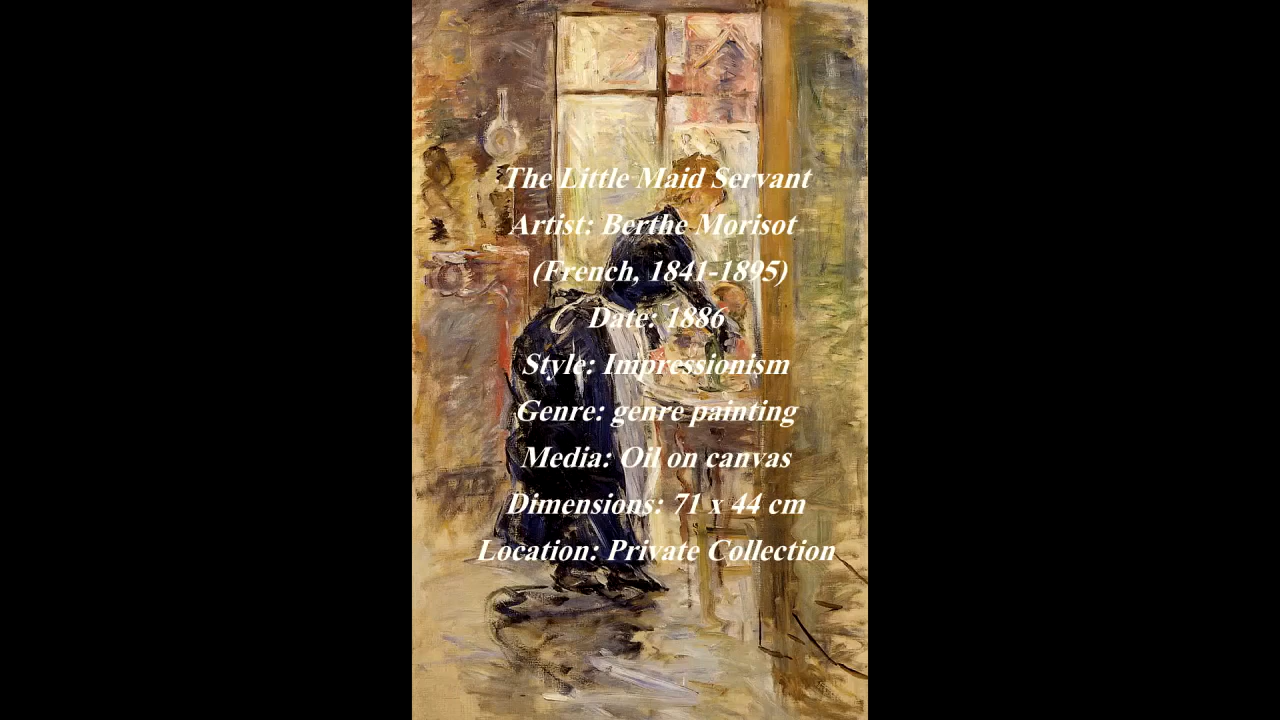 The Little Maid Servant
Artist: Berthe Morisot
(French, 1841-1895)
Date: 1886
Style: Impressionism
Genre: genre painting
Media: Oil on canvas
Dimensions: 71 x 44 cm
Location: Private Collection